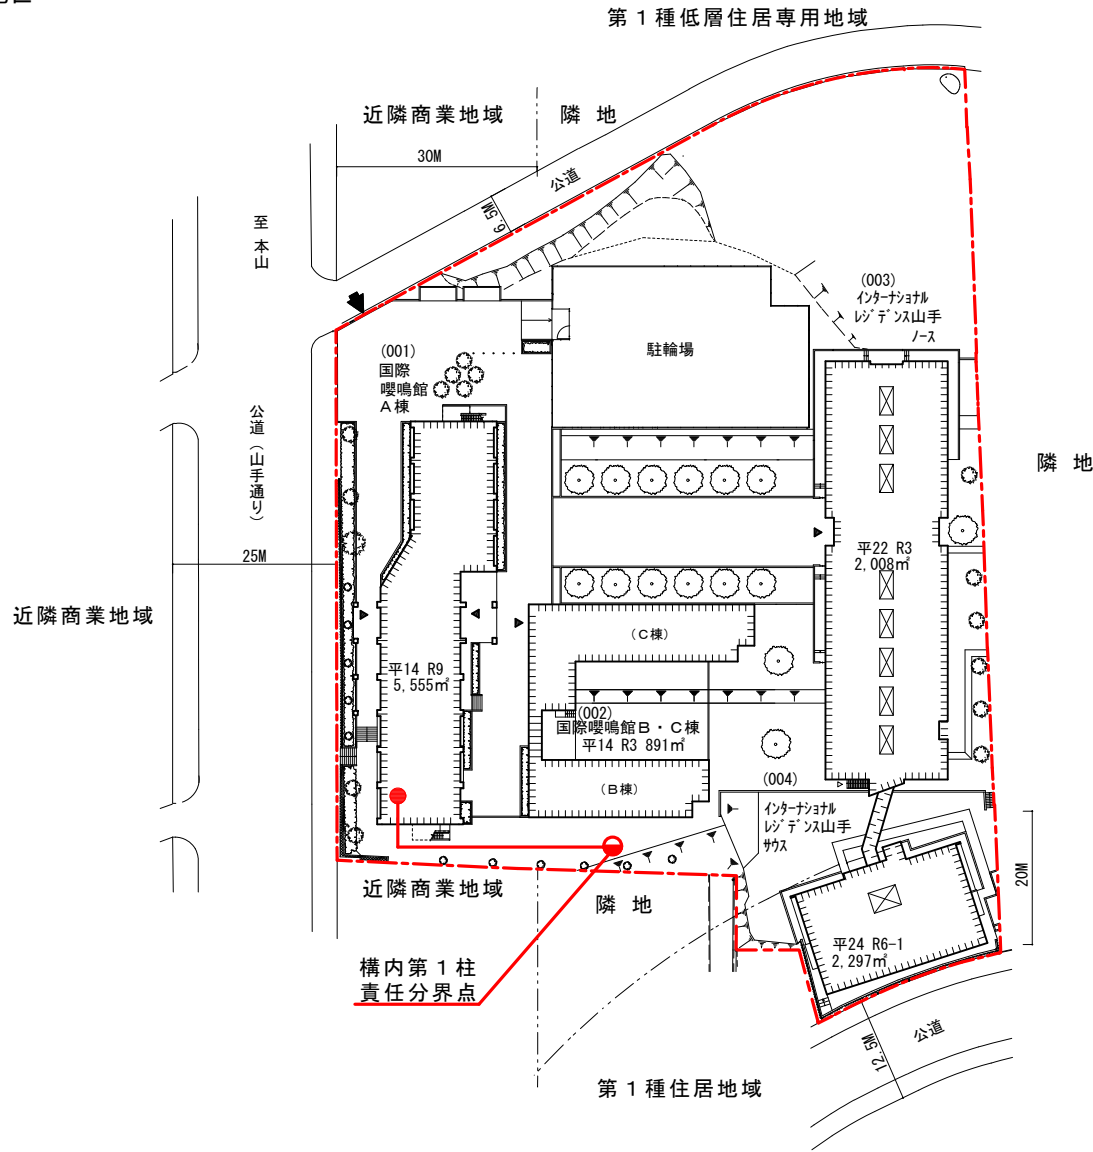 第１種低層住居専用地域
近隣商業地域
隣 地
30M
公道
6.5M
至 本山
(003)
インターナショナル
レジデンス山手
ノース
(001)
国際
嚶鳴館
Ａ棟
駐輪場
公道（山手通り）
隣 地
25M
平22 R3
2,008㎡
近隣商業地域
(Ｃ棟)
平14 R9
5,555㎡
(002)
国際嚶鳴館Ｂ・Ｃ棟
平14 R3 891㎡
(004)
(Ｂ棟)
インターナショナル
レジデンス山手
サウス
20M
近隣商業地域
隣 地
平24 R6-1
2,297㎡
構内第１柱
責任分界点
公道
12.5M
第１種住居地域